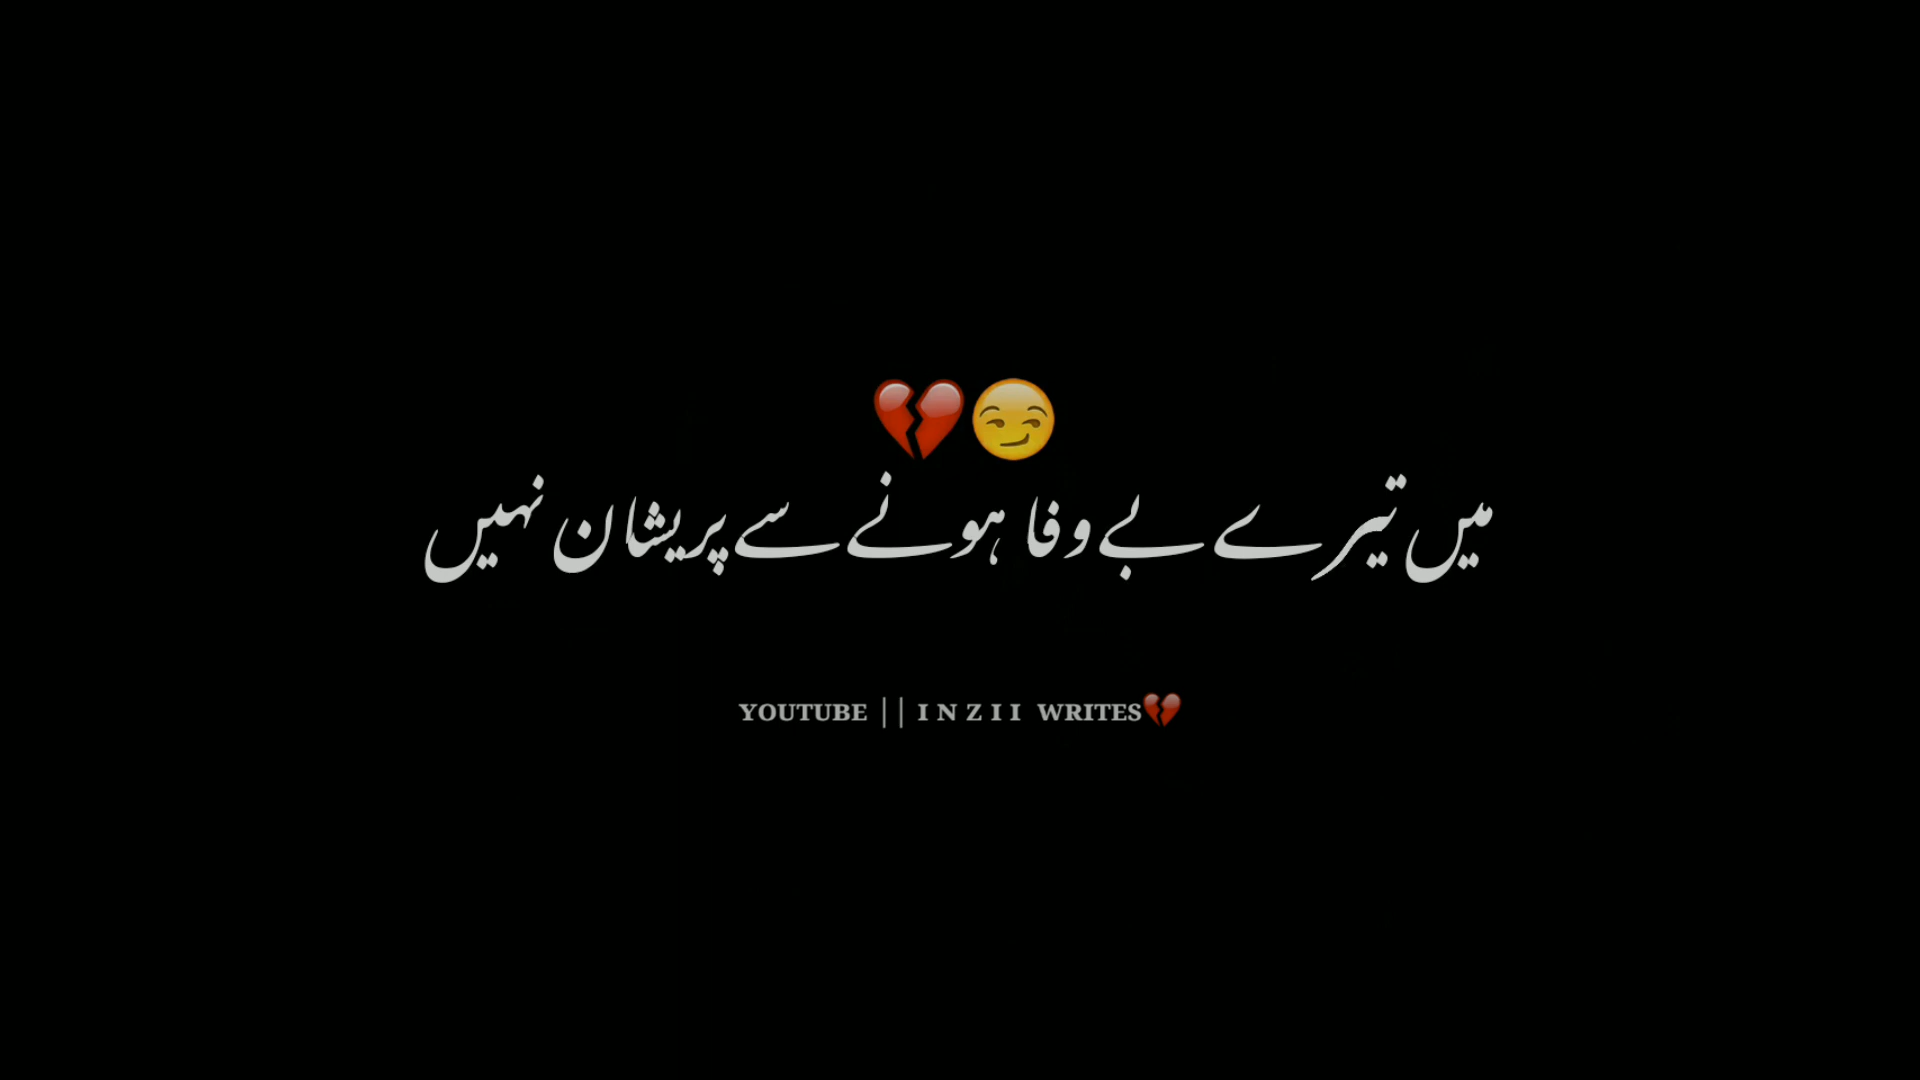 💔😏
میں تیرے بے وفا ہونے سے پریشان نہیں
YOUTUBE || I N Z I I WRITES💔